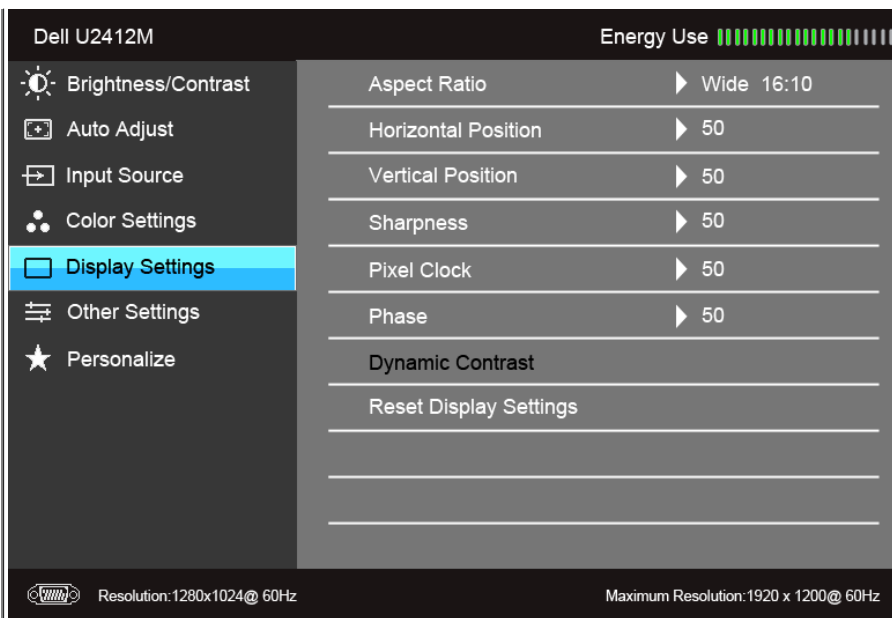 Dell U2412M Energy Use
Brightness/Contrast Aspect Ratio Wide 16:10
Auto Adjust Horizontal Position 50
Input Source Vertical Position 50
Color Settings Sharpness 50
Display Settings Pixel Clock 50
Other Settings Phase 50
Personalize Dynamic Contrast
Reset Display Settings
Resolution:1280x1024@ 60Hz Maximum Resolution:1920 x 1200@ 60Hz